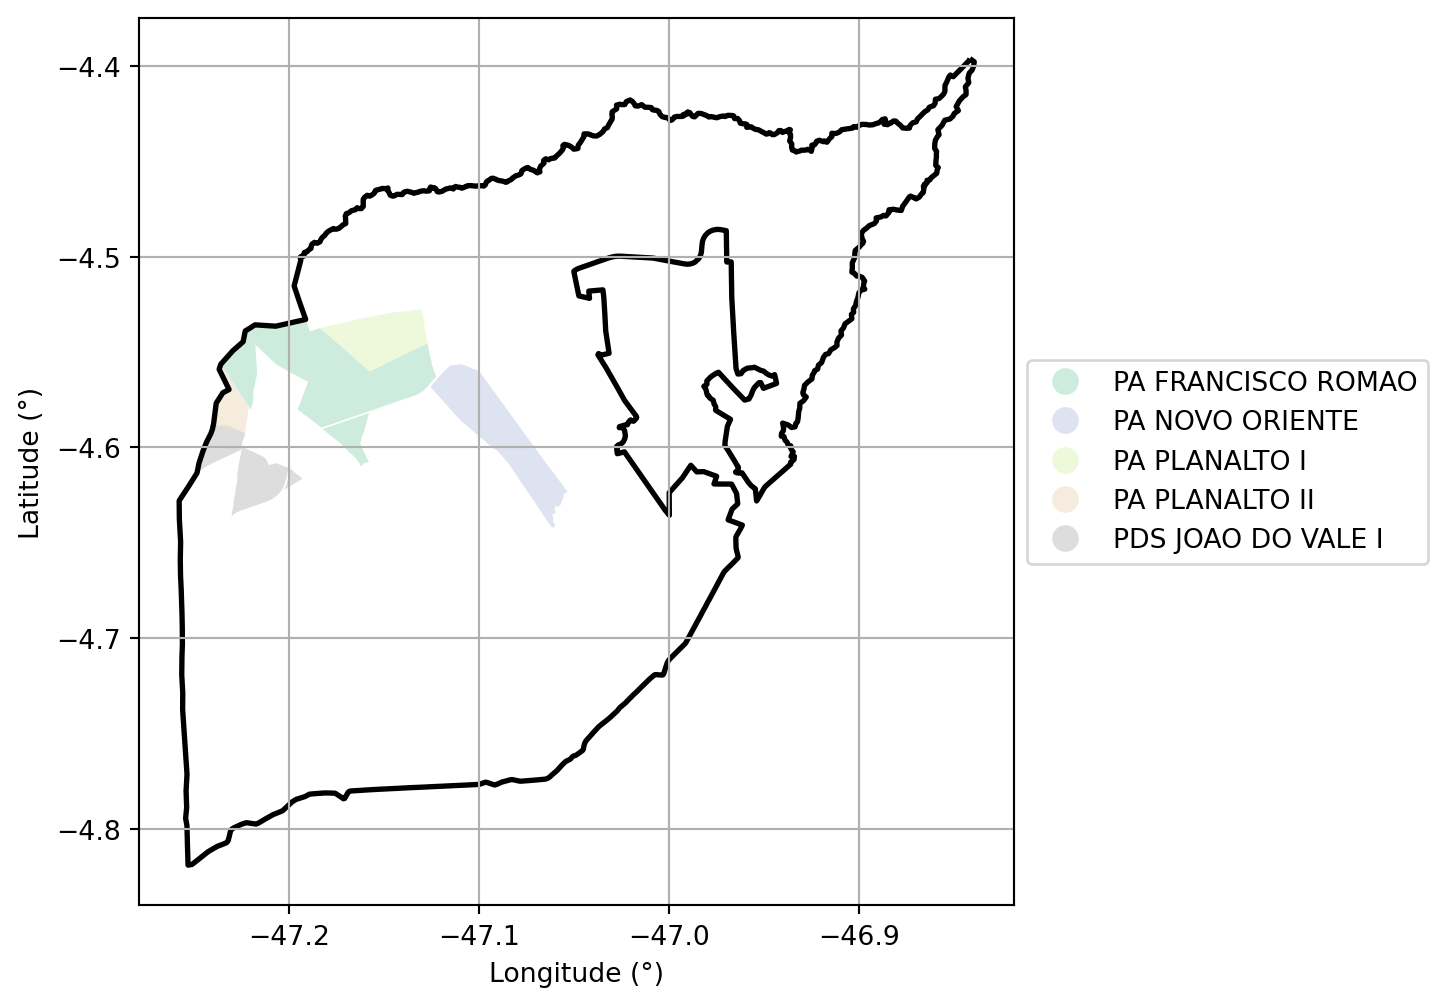 −4.4
−4.5
−4.6
−4.7
−4.8
Latitude (°)
−47.2
−47.1
−47.0
−46.9
Longitude (°)
PA FRANCISCO ROMAO
PA NOVO ORIENTE
PA PLANALTO I
PA PLANALTO II
PDS JOAO DO VALE I